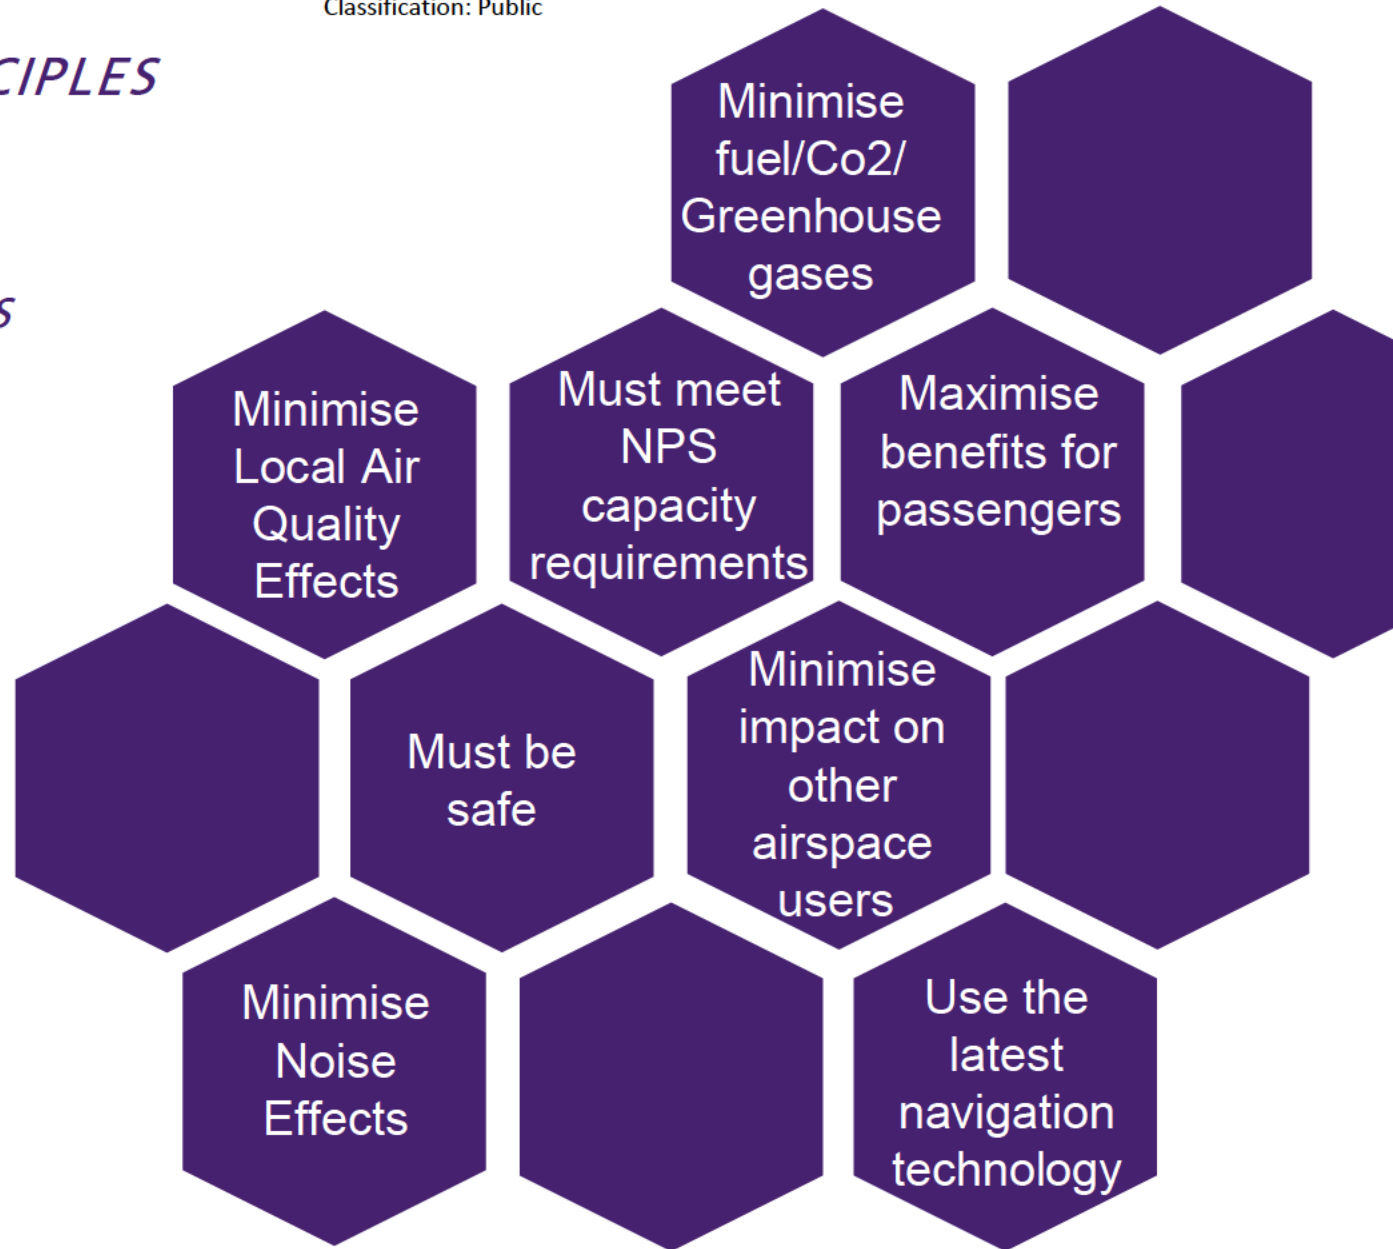 Classification: Public
CIPLES
S
Minimise
fuel/Co2/
Greenhouse
gases
Minimise
Local Air
Quality
Effects
Must meet
NPS
capacity
requirements
Maximise
benefits for
passengers
Must be
safe
Minimise
impact on
other
airspace
users
Minimise
Noise
Effects
Use the
latest
navigation
technology